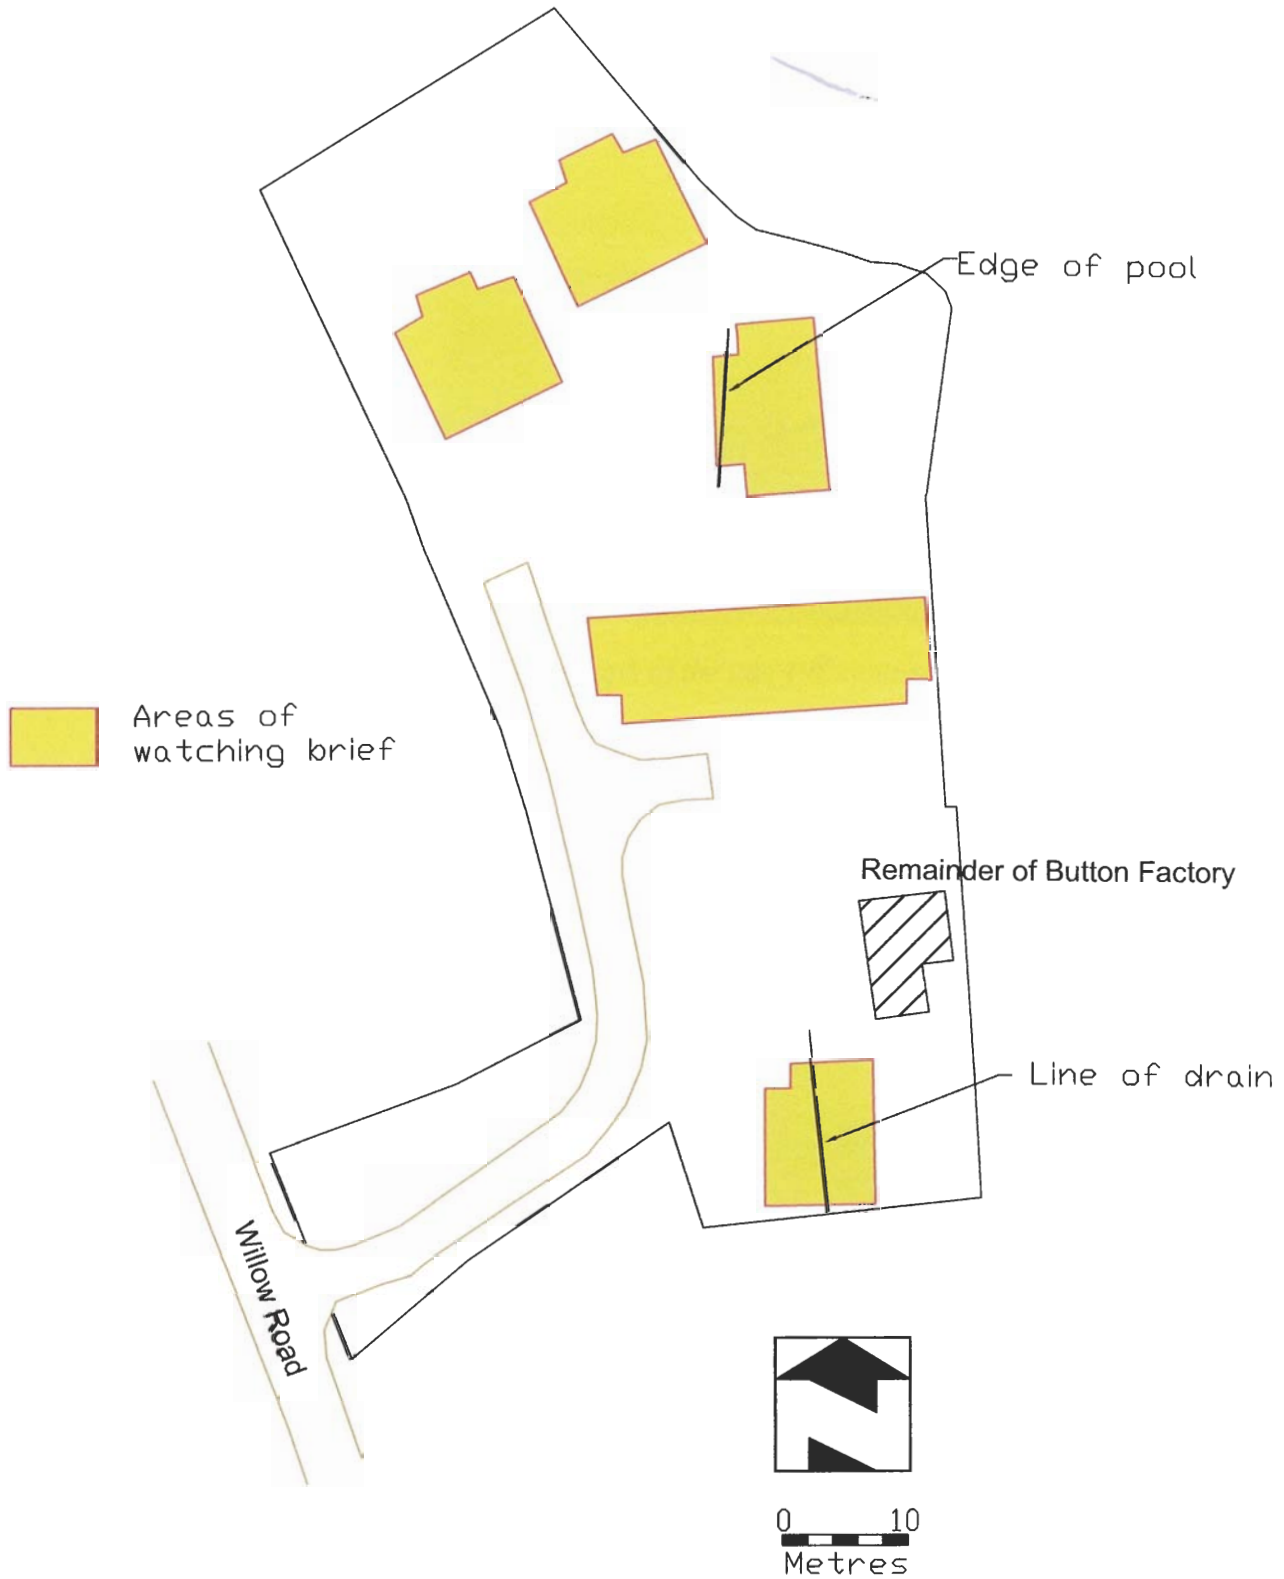 Edge of pool
Areas of
watching brief
Remainder of Button Factory
Line of drain
Willow Road
0 10
Metres